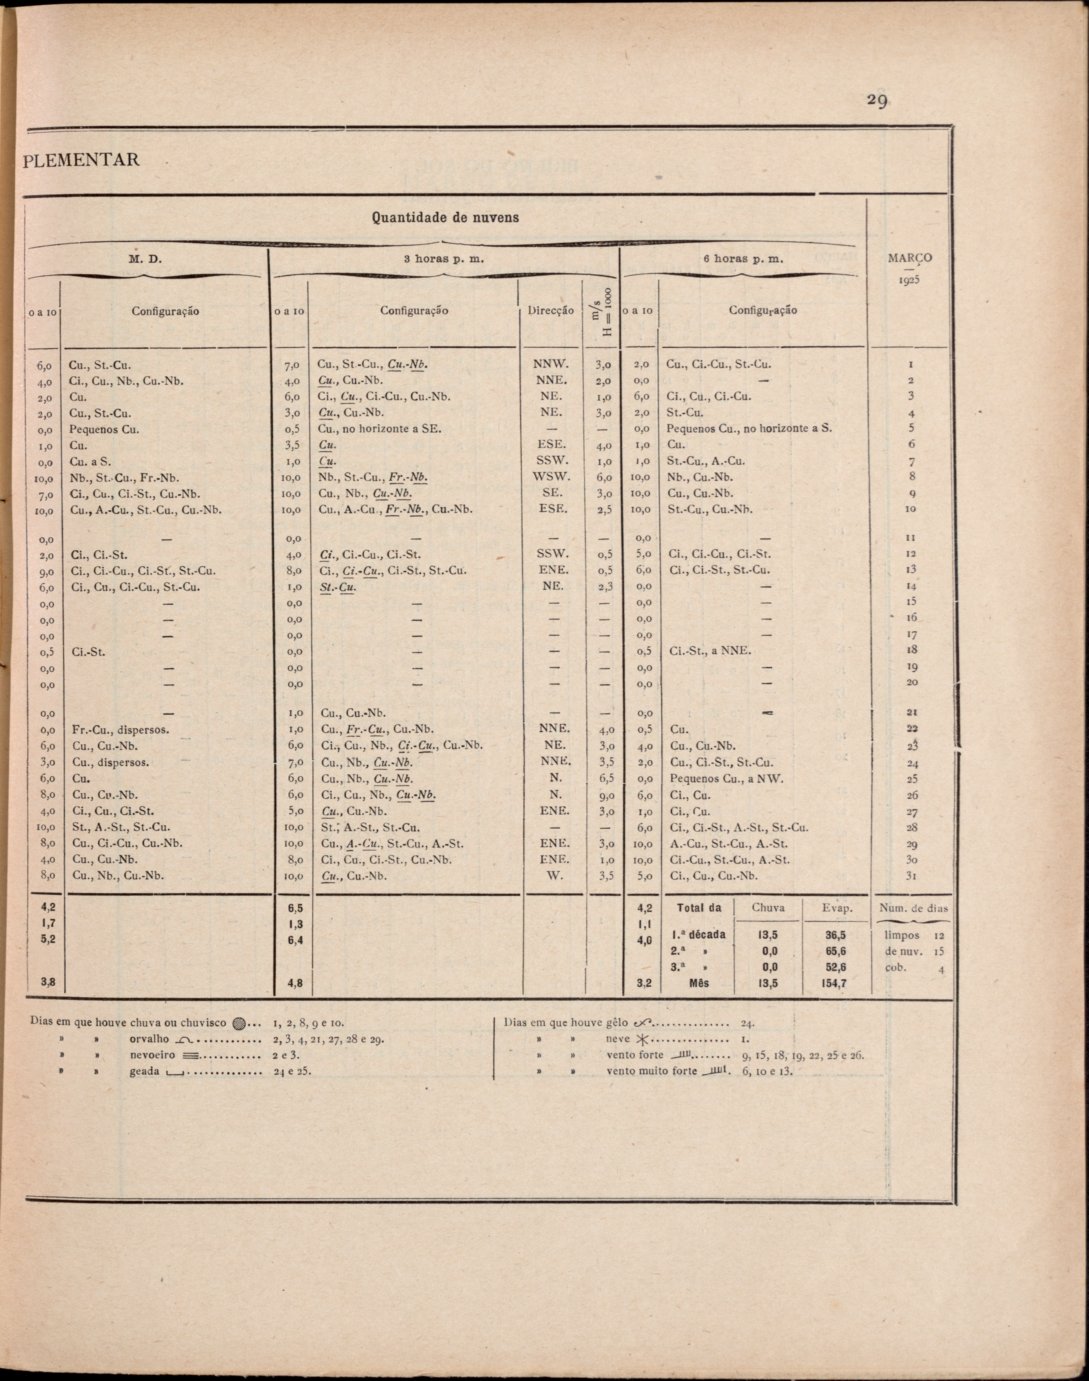 29
PLEMENTAR
Quantidade de nuvens
M. D. 3 horas p. m. 6 horas p. m. MARÇO
1925
0 a 10 Configuração 0 a 10 Configuração Direcção m/s H = 1000 0 a 10 Configuração
6,0 Cu., St.-Cu. 7,0 Cu., St.-Cu., Cu.-Nb. NNW. 3,0 2,0 Cu., Ci.-Cu., St.-Cu. 1
4,0 Ci., Cu., Nb., Cu.-Nb. 4,0 Cu., Cu.-Nb. NNE. 2,0 0,0 — 2
2,0 Cu. 6,0 Ci., Cu., Ci.-Cu., Cu.-Nb. NE. 1,0 6,0 Ci., Cu., Ci.-Cu. 3
2,0 Cu., St.-Cu. 3,0 Cu., Cu.-Nb. NE. 3,0 2,0 St.-Cu. 4
0,0 Pequenos Cu. 0,5 Cu., no horizonte a SE. — — 0,0 Pequenos Cu., no horizonte a S. 5
1,0 Cu. 3,5 Cu. ESE. 4,0 1,0 Cu. 6
0,0 Cu. a S. 1,0 Cu. SSW. 1,0 1,0 St.-Cu., A.-Cu. 7
10,0 Nb., St.-Cu., Fr.-Nb. 10,0 Nb., St.-Cu., Fr.-Nb. WSW. 6,0 10,0 Nb., Cu.-Nb. 8
7,0 Ci., Cu., Ci.-St., Cu.-Nb. 10,0 Cu., Nb., Cu.-Nb. SE. 3,0 10,0 Cu., Cu.-Nb. 9
10,0 Cu., A.-Cu., St.-Cu., Cu.-Nb. 10,0 Cu., A.-Cu., Fr.-Nb., Cu.-Nb. ESE. 2,5 10,0 St.-Cu., Cu.-Nb. 10
0,0 — 0,0 — — — 0,0 — 11
2,0 Ci., Ci.-St. 4,0 Ci., Ci.-Cu., Ci.-St. SSW. 0,5 5,0 Ci., Ci.-Cu., Ci.-St. 12
9,0 Ci., Ci.-Cu., Ci.-St., St.-Cu. 8,0 Ci., Ci.-Cu., Ci.-St., St.-Cu. ENE. 0,5 6,0 Ci., Ci.-St., St.-Cu. 13
6,0 Ci., Cu., Ci.-Cu., St.-Cu. 1,0 St.-Cu. NE. 2,3 0,0 — 14
0,0 — 0,0 — — — 0,0 — 15
0,0 — 0,0 — — — 0,0 — 16
0,0 — 0,0 — — — 0,0 — 17
0,5 Ci.-St. 0,0 — — — 0,5 Ci.-St., a NNE. 18
0,0 — 0,0 — — — 0,0 — 19
0,0 — 0,0 — — — 0,0 — 20
0,0 — 1,0 Cu., Cu.-Nb. — — 0,0 — 21
0,0 Fr.-Cu., dispersos. 1,0 Cu., Fr.-Cu., Cu.-Nb. NNE. 4,0 0,5 Cu. 22
6,0 Cu., Cu.-Nb. 6,0 Ci., Cu., Nb., Ci.-Cu., Cu.-Nb. NE. 3,0 4,0 Cu., Cu.-Nb. 23
3,0 Cu., dispersos. 7,0 Cu., Nb., Cu.-Nb. NNE. 3,5 2,0 Cu., Ci.-St., St.-Cu. 24
6,0 Cu. 6,0 Cu., Nb., Cu.-Nb. N. 6,5 0,0 Pequenos Cu., a NW. 25
8,0 Cu., Cu.-Nb. 6,0 Ci., Cu., Nb., Cu.-Nb. N. 9,0 6,0 Ci., Cu. 26
4,0 Ci., Cu., Ci.-St. 5,0 Cu., Cu.-Nb. ENE. 3,0 1,0 Ci., Cu. 27
10,0 St., A.-St., St.-Cu. 10,0 St., A.-St., St.-Cu. — — 6,0 Ci., Ci.-St., A.-St., St.-Cu. 28
8,0 Cu., Ci.-Cu., Cu.-Nb. 10,0 Cu., A.-Cu., St.-Cu., A.-St. ENE. 3,0 10,0 A.-Cu., St.-Cu., A.-St. 29
4,0 Cu., Cu.-Nb. 8,0 Ci., Cu., Ci.-St., Cu.-Nb. ENE. 1,0 10,0 Ci.-Cu., St.-Cu., A.-St. 30
8,0 Cu., Nb., Cu.-Nb. 10,0 Cu., Cu.-Nb. W. 3,5 5,0 Ci., Cu., Cu.-Nb. 31
4,2 6,5 4,2 Total da Chuva Evap. Núm. de dias
1,7 1,3 1,1
5,2 6,4 4,0 1.ª década 13,5 36,5 limpos 12
2.ª » 0,0 65,6 de nuv. 15
3.ª » 0,0 52,6 cob. 4
3,8 4,8 3,2 Mês 13,5 154,7
Dias em que houve chuva ou chuvisco ... 1, 2, 8, 9 e 10. Dias em que houve gêlo ............... 24.
» » orvalho ............ 2, 3, 4, 21, 27, 28 e 29. » » neve ............... 1.
» » nevoeiro ............ 2 e 3. » » vento forte ........ 9, 15, 18, 19, 22, 25 e 26.
» » geada .............. 24 e 25. » » vento muito forte . 6, 10 e 13.